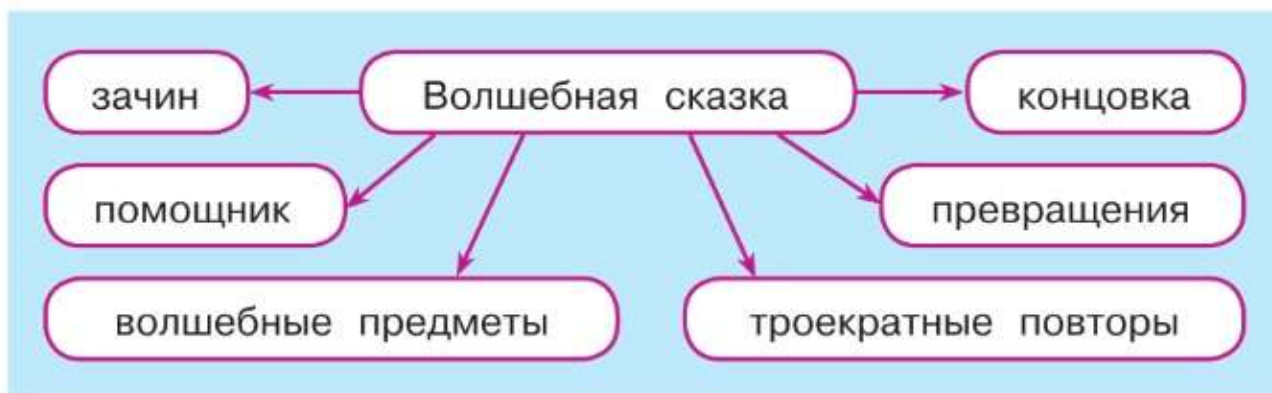 зачин
Волшебная сказка
концовка
помощник
превращения
волшебные предметы
троекратные повторы